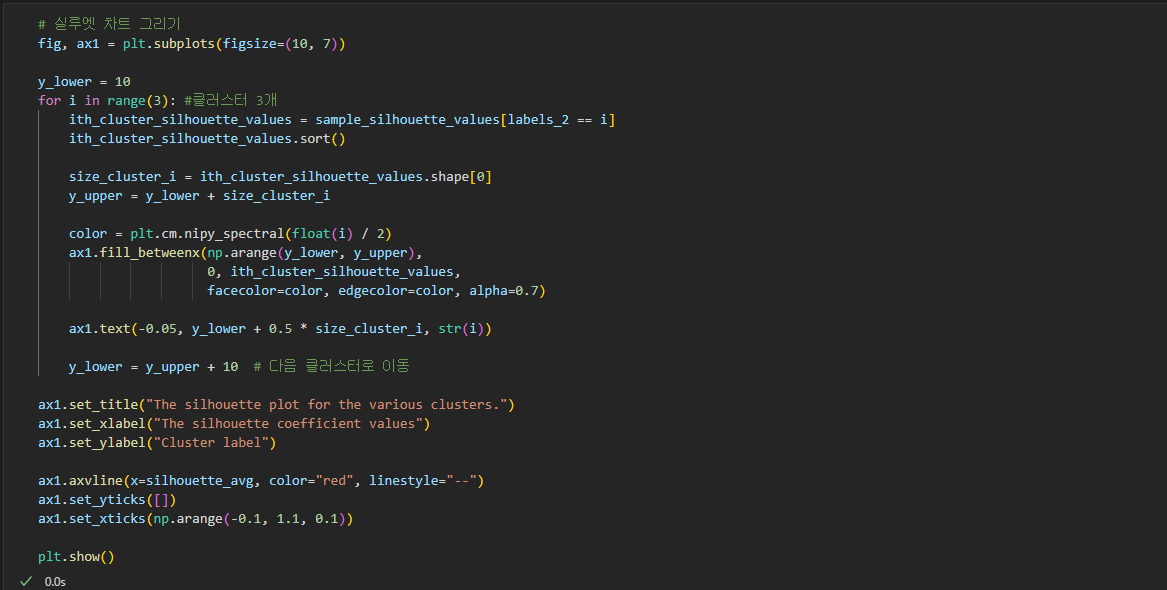 # 실루엣 차트 그리기
fig, ax1 = plt.subplots(figsize=(10, 7))
y_lower = 10
for i in range(3): #클러스터 3개
ith_cluster_silhouette_values = sample_silhouette_values[labels_2 == i]
ith_cluster_silhouette_values.sort()
size_cluster_i = ith_cluster_silhouette_values.shape[0]
y_upper = y_lower + size_cluster_i
color = plt.cm.nipy_spectral(float(i) / 2)
ax1.fill_betweenx(np.arange(y_lower, y_upper),
0, ith_cluster_silhouette_values,
facecolor=color, edgecolor=color, alpha=0.7)
ax1.text(-0.05, y_lower + 0.5 * size_cluster_i, str(i))
y_lower = y_upper + 10  # 다음 클러스터로 이동
ax1.set_title("The silhouette plot for the various clusters.")
ax1.set_xlabel("The silhouette coefficient values")
ax1.set_ylabel("Cluster label")
ax1.axvline(x=silhouette_avg, color="red", linestyle="--")
ax1.set_yticks([])
ax1.set_xticks(np.arange(-0.1, 1.1, 0.1))
plt.show()
0.0s